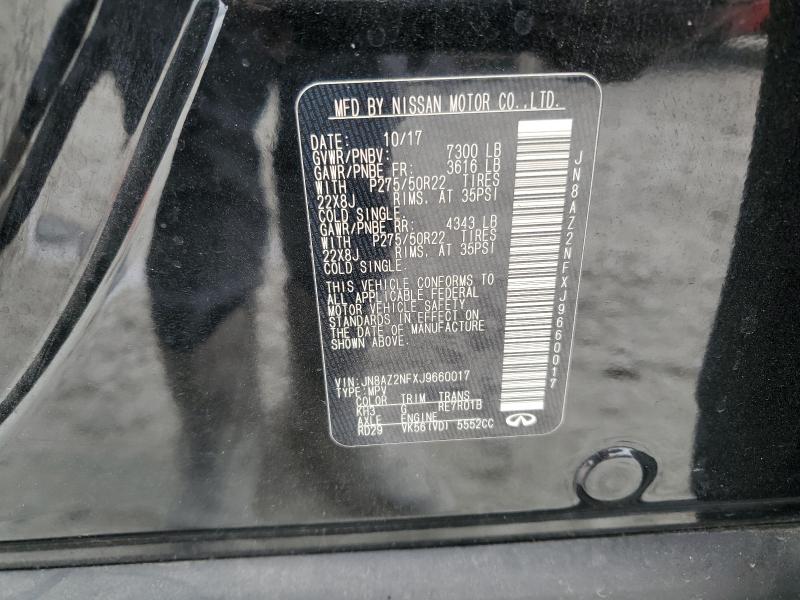 MFD BY NISSAN MOTOR CO.,LTD.
DATE: 10/17
GVWR/PNBV: 7300 LB
GAWR/PNBE FR: 3616 LB
WITH P275/50R22 TIRES
22X8J RIMS, AT 35PSI
COLD SINGLE
GAWR/PNBE RR: 4343 LB
WITH P275/50R22 TIRES
22X8J RIMS, AT 35PSI
COLD SINGLE
THIS VEHICLE CONFORMS TO
ALL APPLICABLE FEDERAL
MOTOR VEHICLE SAFETY
STANDARDS IN EFFECT ON
THE DATE OF MANUFACTURE
SHOWN ABOVE.
VIN: JN8AZ2NFXJ9660017
TYPE: MPV
COLOR TRIM TRANS
KH3 G RE7R01B
AXLE ENGINE
RD29 VK56(VD) 5552CC
JN8AZ2NFXJ9660017